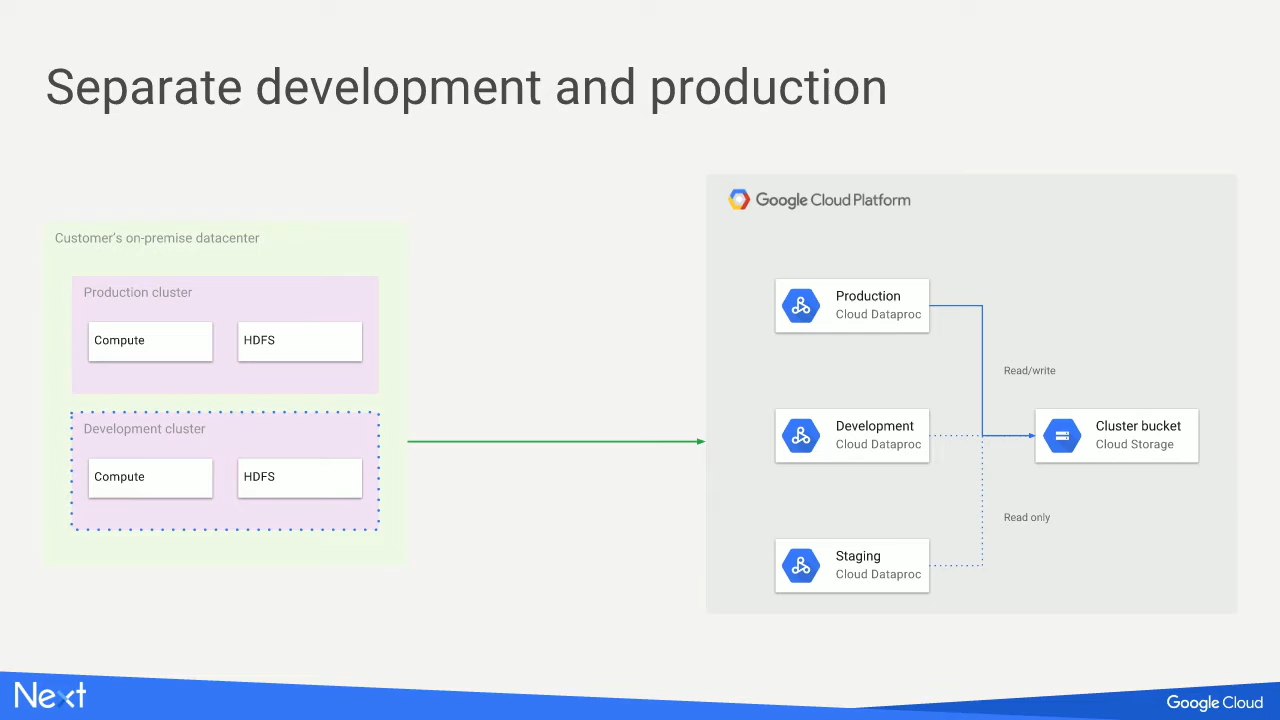 Separate development and production
Customer's on-premise datacenter
Production cluster
Compute
HDFS
Development cluster
Compute
HDFS
Google Cloud Platform
Production
Cloud Dataproc
Read/write
Development
Cloud Dataproc
Cluster bucket
Cloud Storage
Read only
Staging
Cloud Dataproc
Next
Google Cloud